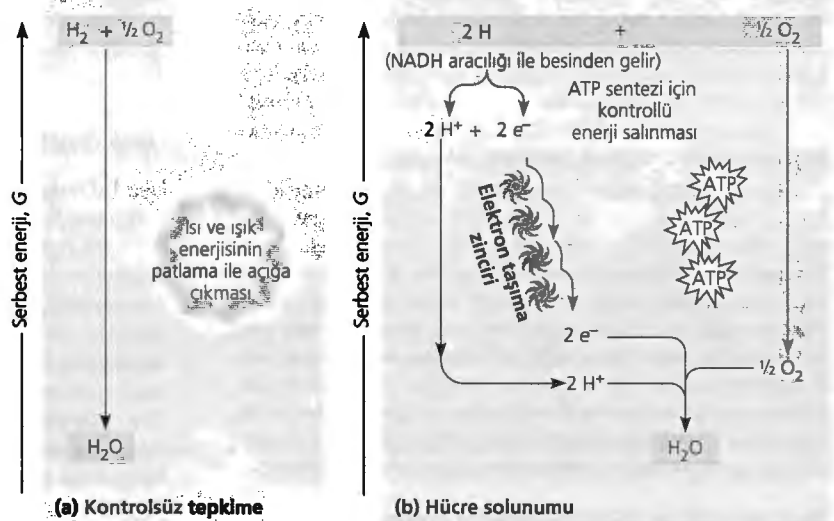 H₂ + ½ O₂
Serbest enerji, G
Isı ve ışık
enerjisinin
patlama ile açığa
çıkması
H₂O
(a) Kontrolsüz tepkime
2 H + ½ O₂
(NADH aracılığı ile besinden gelir)
2 H⁺ + 2 e⁻
ATP sentezi için
kontrollü
enerji salınması
Serbest enerji, G
Elektron taşıma
zinciri
ATP
ATP
ATP
2 e⁻
½ O₂
2 H⁺
H₂O
(b) Hücre solunumu